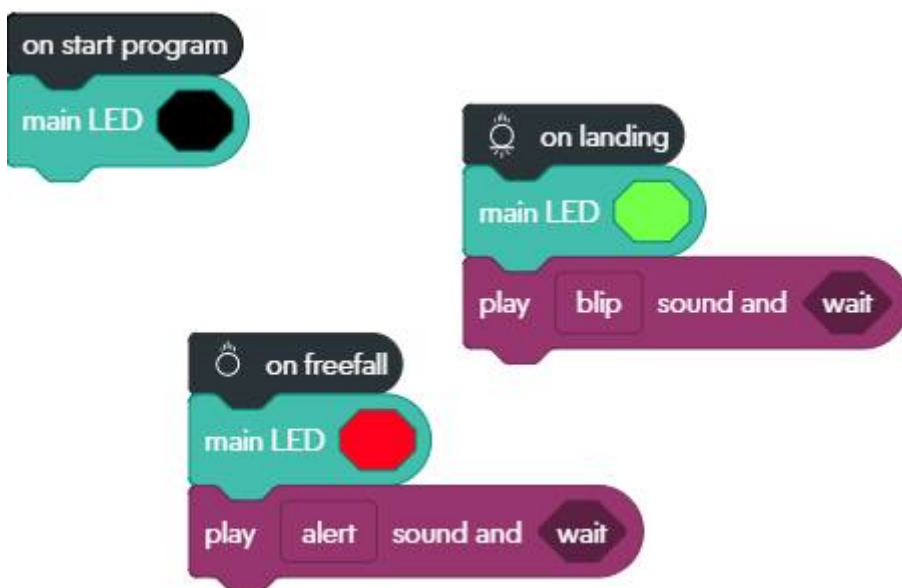 on start program
main LED
on landing
main LED
play blip sound and wait
on freefall
main LED
play alert sound and wait